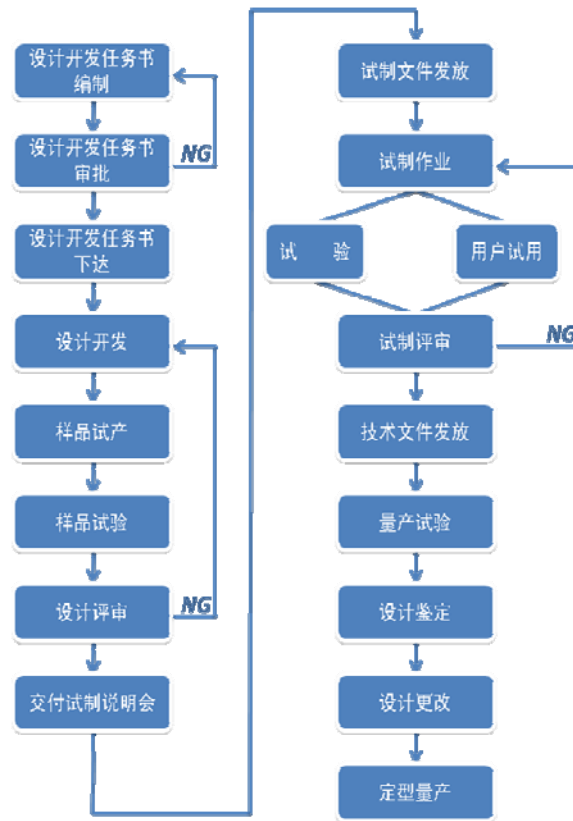 设计开发任务书
编制
NG
设计开发任务书
审批
设计开发任务书
下达
设计开发
样品试产
样品试验
设计评审
NG
交付试制说明会
试制文件发放
试制作业
试 验
用户试用
试制评审
NG
技术文件发放
量产试验
设计鉴定
设计更改
定型量产